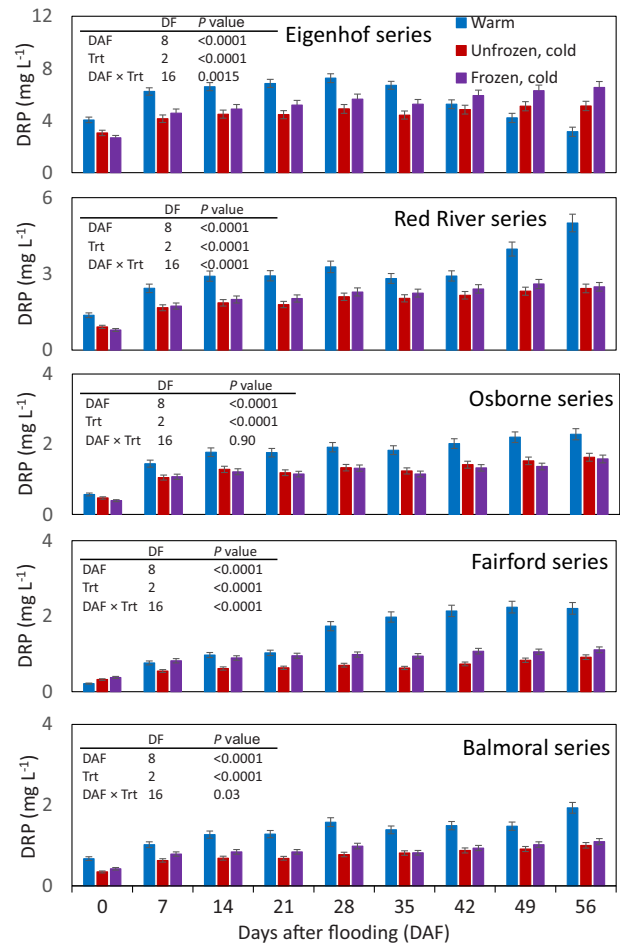 12
8
4
0
DRP (mg L-1)
DF P value
DAF 8 <0.0001
Trt 2 <0.0001
DAF × Trt 16 0.0015
Eigenhof series
Warm
Unfrozen, cold
Frozen, cold
6
3
0
DRP (mg L-1)
DF P value
DAF 8 <0.0001
Trt 2 <0.0001
DAF × Trt 16 <0.0001
Red River series
4
2
0
DRP (mg L-1)
DF P value
DAF 8 <0.0001
Trt 2 <0.0001
DAF × Trt 16 0.90
Osborne series
4
2
0
DRP (mg L-1)
DF P value
DAF 8 <0.0001
Trt 2 <0.0001
DAF × Trt 16 <0.0001
Fairford series
4
2
0
DRP (mg L-1)
DF P value
DAF 8 <0.0001
Trt 2 <0.0001
DAF × Trt 16 0.03
Balmoral series
0 7 14 21 28 35 42 49 56
Days after flooding (DAF)